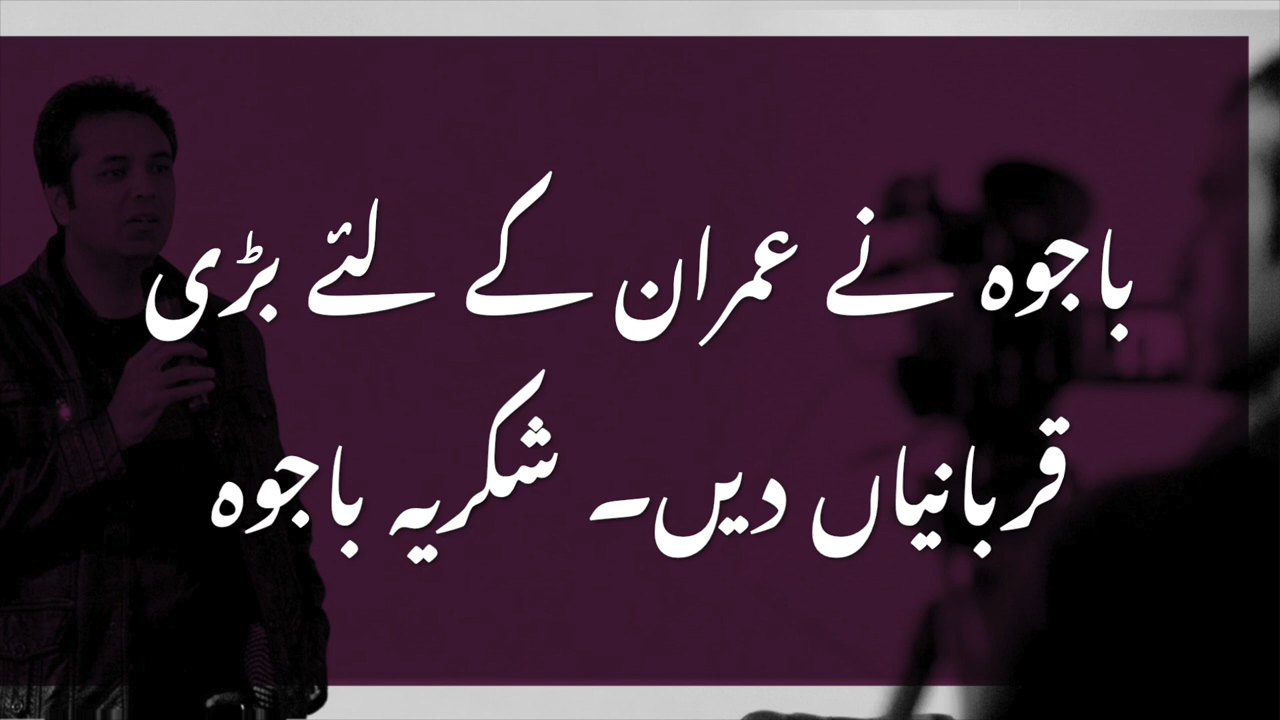 باجوہ نے عمران کے لئے بڑی
قربانیاں دیں۔ شکریہ باجوہ